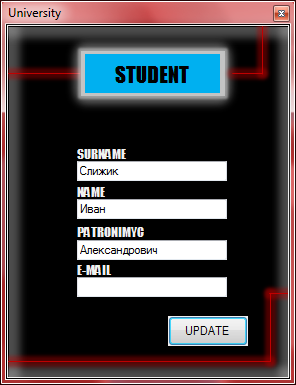 University
STUDENT
SURNAME
Слижик
NAME
Иван
PATRONIMYC
Александрович
E-MAIL
UPDATE